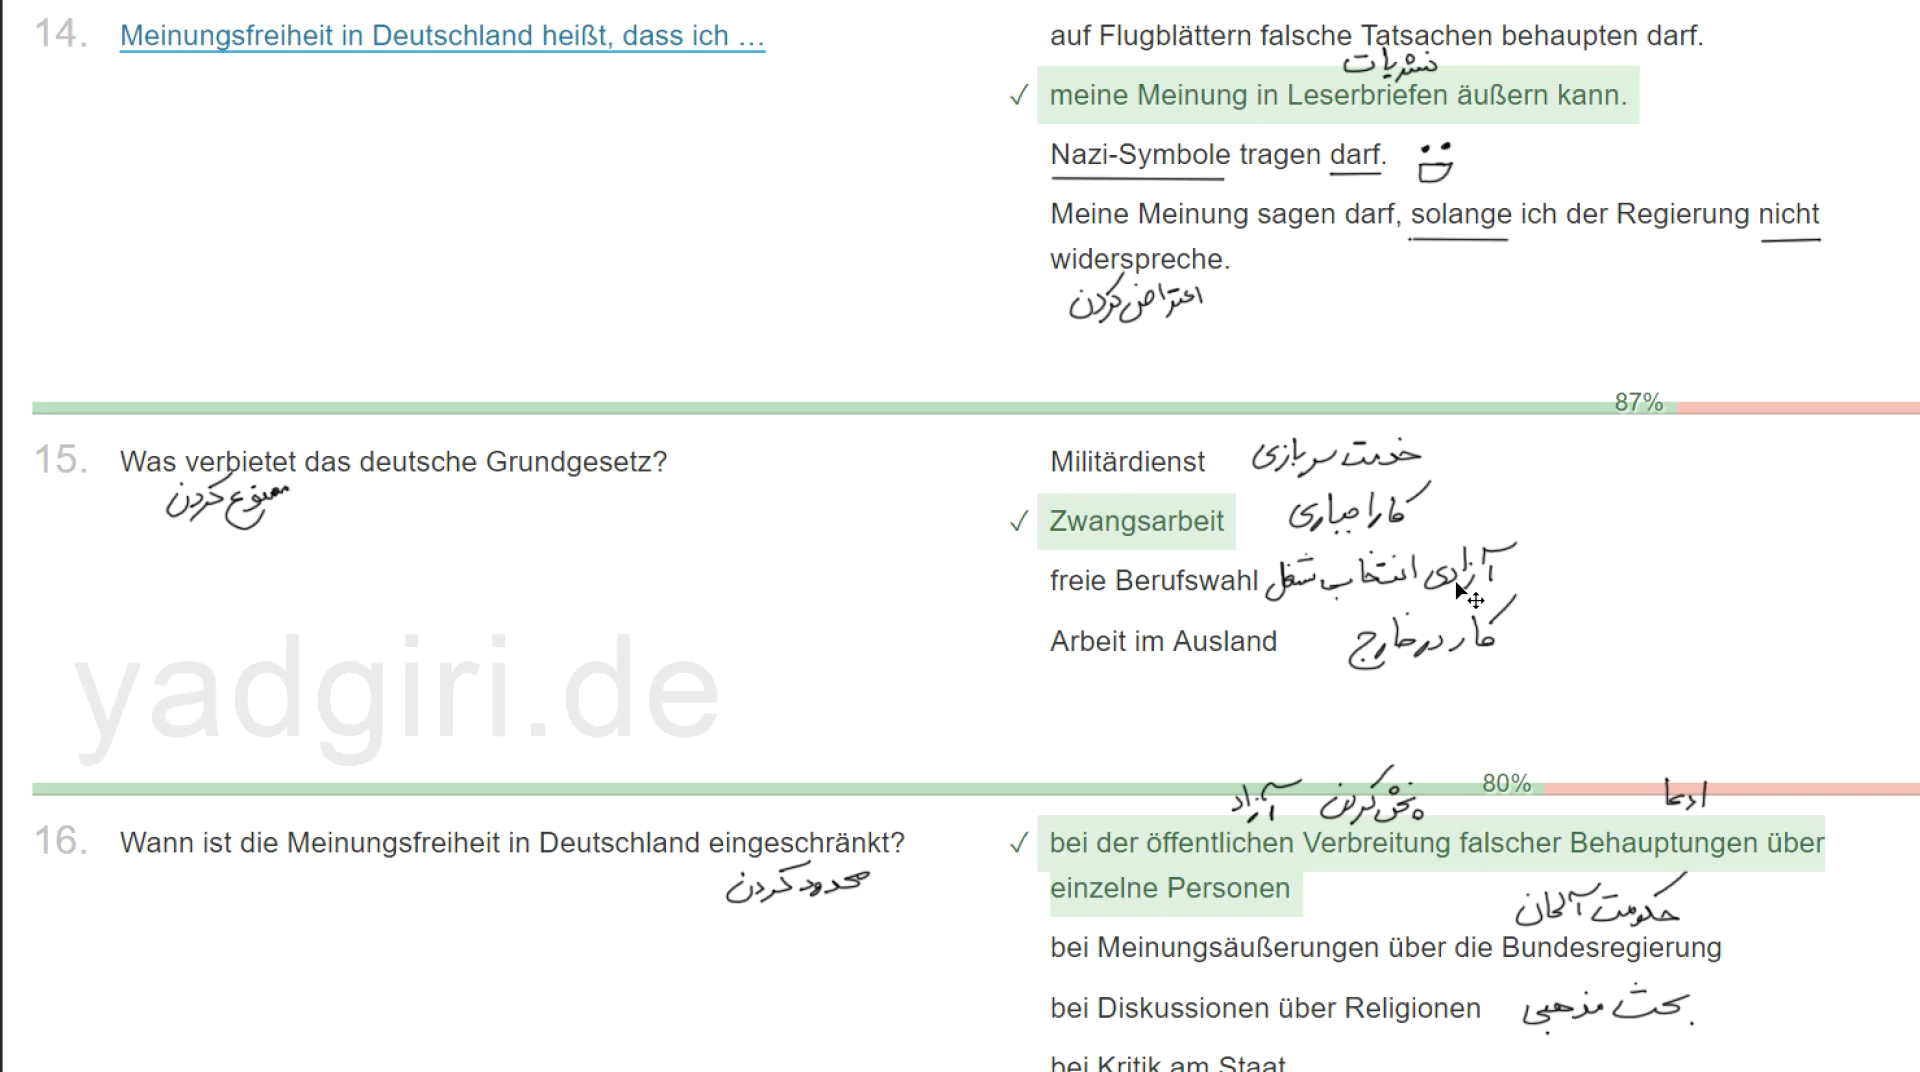 14. Meinungsfreiheit in Deutschland heißt, dass ich ...
auf Flugblättern falsche Tatsachen behaupten darf.
نشریات
✓ meine Meinung in Leserbriefen äußern kann.
Nazi-Symbole tragen darf.
Meine Meinung sagen darf, solange ich der Regierung nicht
widerspreche.
اعتراض کردن
87%
15. Was verbietet das deutsche Grundgesetz?
ممنوع کردن
Militärdienst خدمت سربازی
✓ Zwangsarbeit کار اجباری
freie Berufswahl آزادی انتخاب شغل
Arbeit im Ausland کار در خارج
yadgiri.de
80%
آزاد پخش کردن ادعا
16. Wann ist die Meinungsfreiheit in Deutschland eingeschränkt?
محدود کردن
✓ bei der öffentlichen Verbreitung falscher Behauptungen über
einzelne Personen
حکومت آلمان
bei Meinungsäußerungen über die Bundesregierung
bei Diskussionen über Religionen بحث مذهبی
bei Kritik am Staat